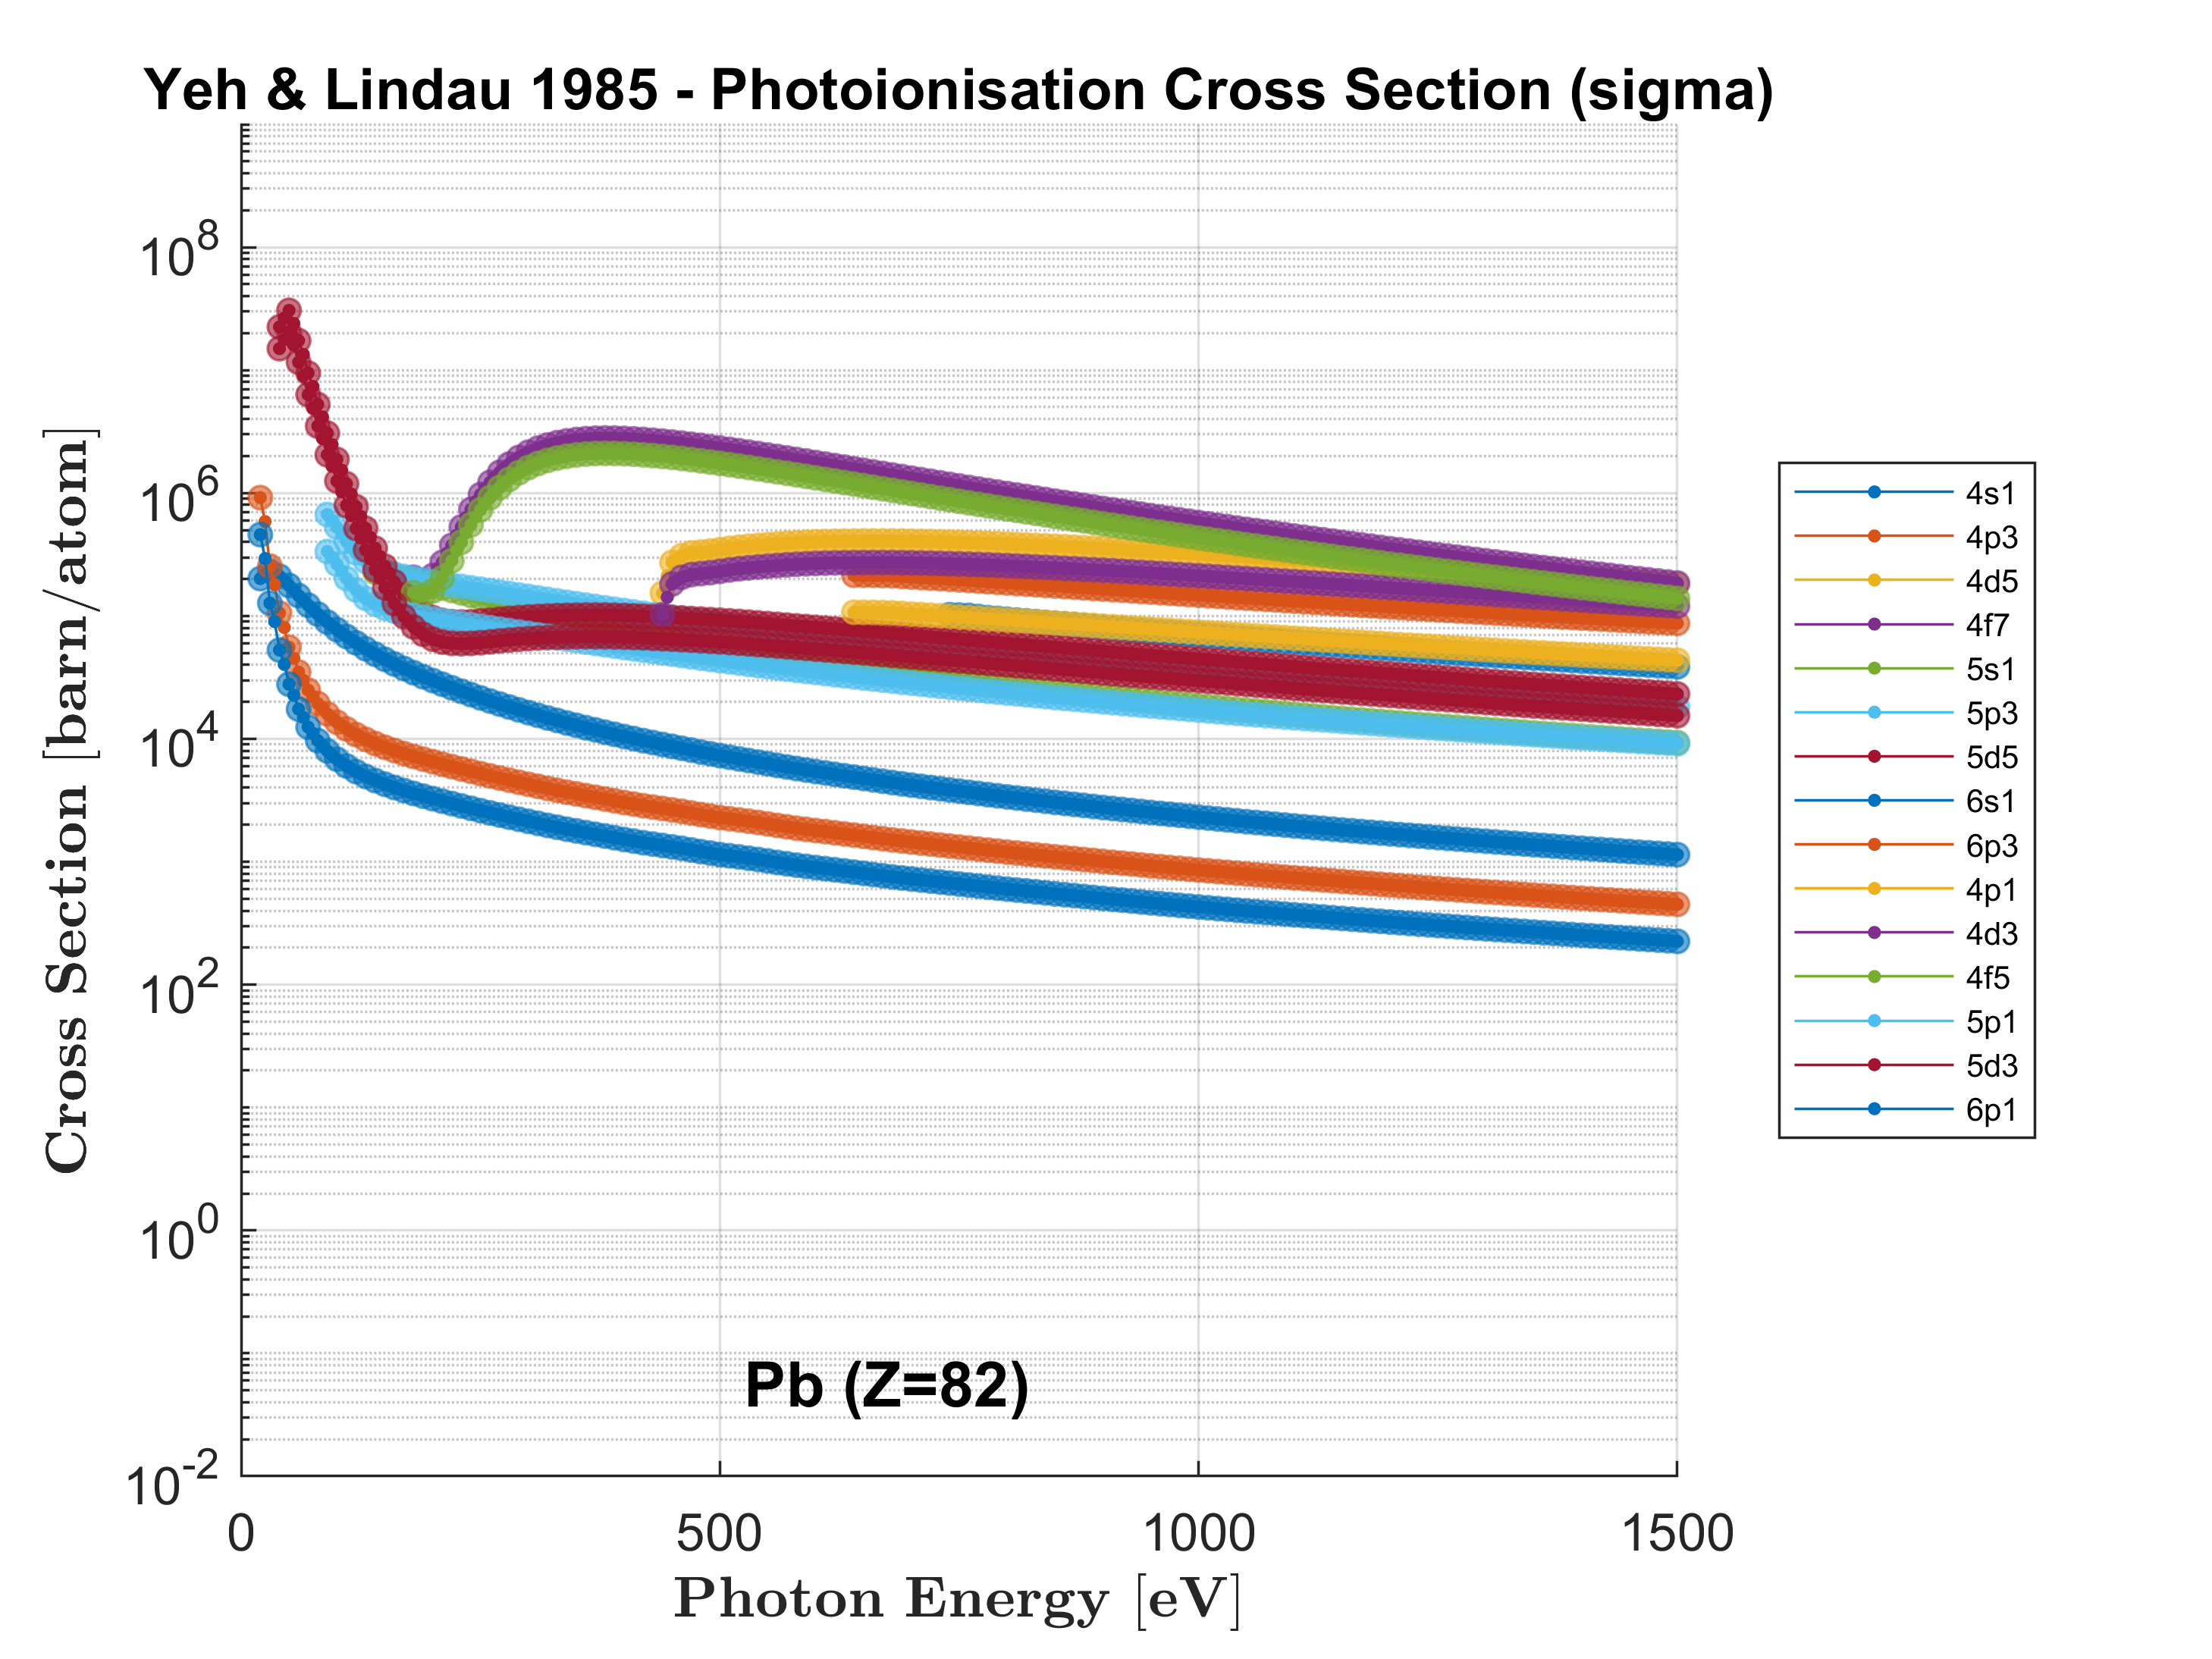 Yeh & Lindau 1985 - Photoionisation Cross Section (sigma)
10^8
10^6
10^4
10^2
10^0
10^-2
Cross Section [barn/atom]
0 500 1000 1500
Photon Energy [eV]
Pb (Z=82)
4s1
4p3
4d5
4f7
5s1
5p3
5d5
6s1
6p3
4p1
4d3
4f5
5p1
5d3
6p1